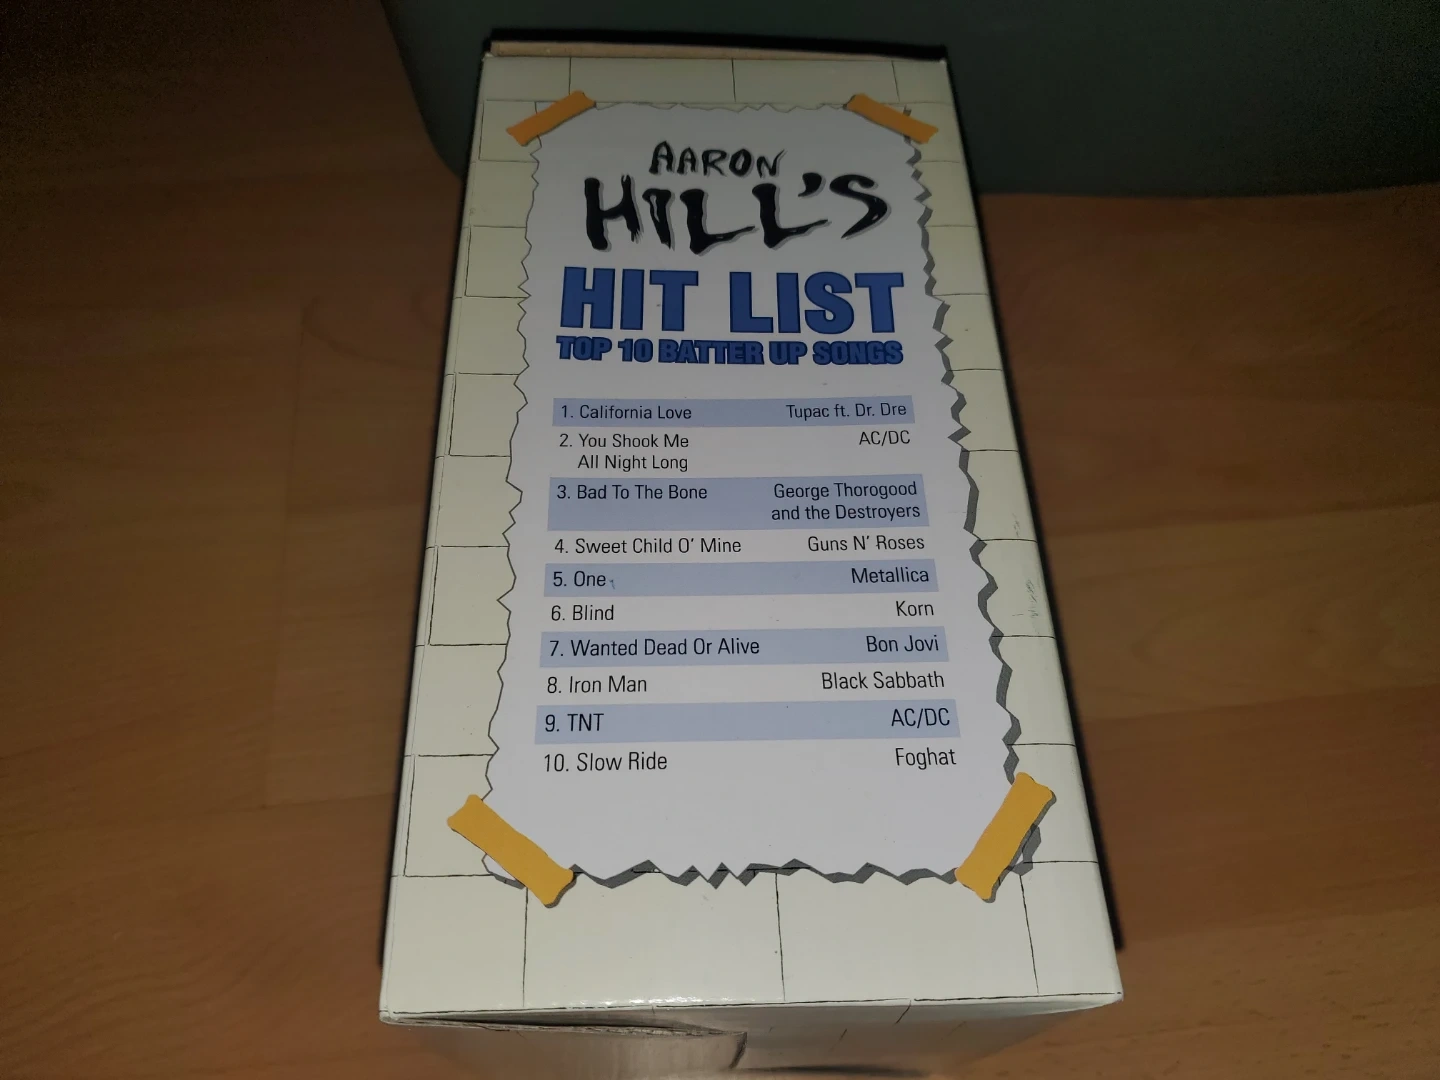 AARON
HILL'S
HIT LIST
TOP 10 BATTER UP SONGS
1. California Love Tupac ft. Dr. Dre
2. You Shook Me AC/DC
All Night Long
3. Bad To The Bone George Thorogood
and the Destroyers
4. Sweet Child O' Mine Guns N' Roses
5. One Metallica
6. Blind Korn
7. Wanted Dead Or Alive Bon Jovi
8. Iron Man Black Sabbath
9. TNT AC/DC
10. Slow Ride Foghat